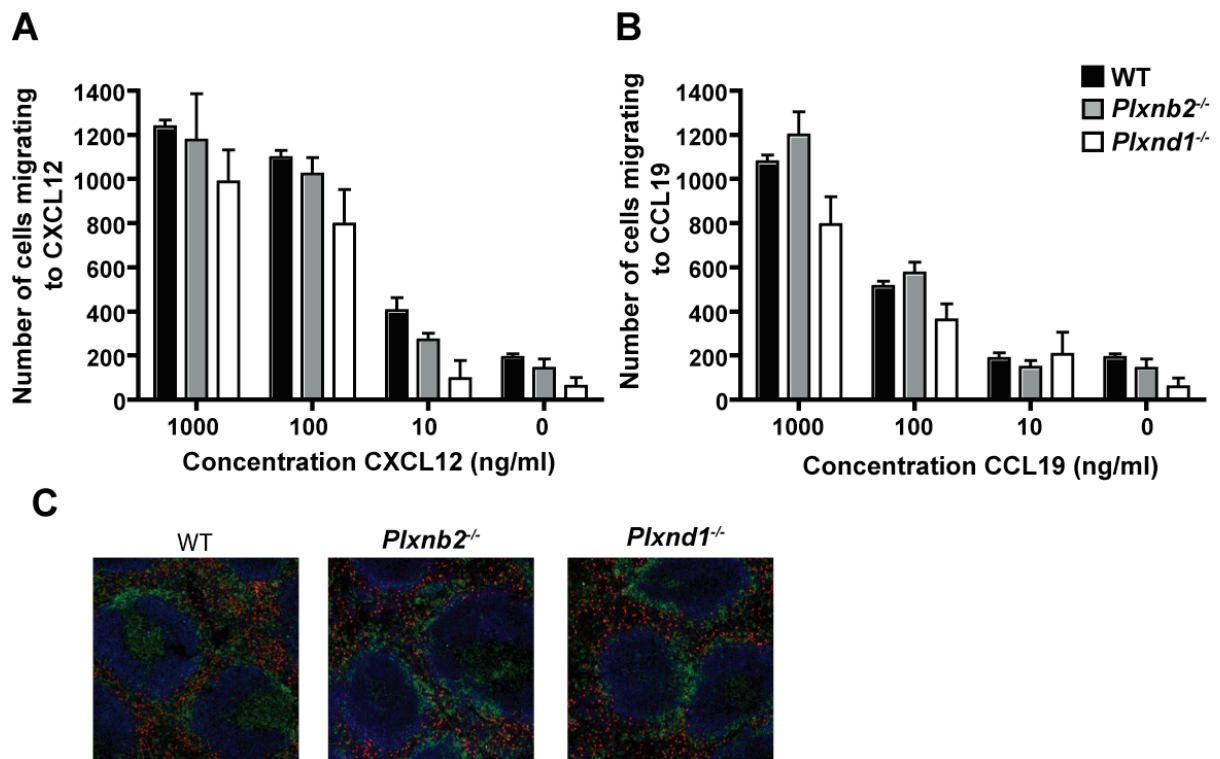 A
Number of cells migrating
to CXCL12
1400
1200
1000
800
600
400
200
0
1000 100 10 0
Concentration CXCL12 (ng/ml)
B
Number of cells migrating
to CCL19
1400
1200
1000
800
600
400
200
0
1000 100 10 0
Concentration CCL19 (ng/ml)
WT
Plxnb2-/-
Plxnd1-/-
C
WT Plxnb2-/- Plxnd1-/-